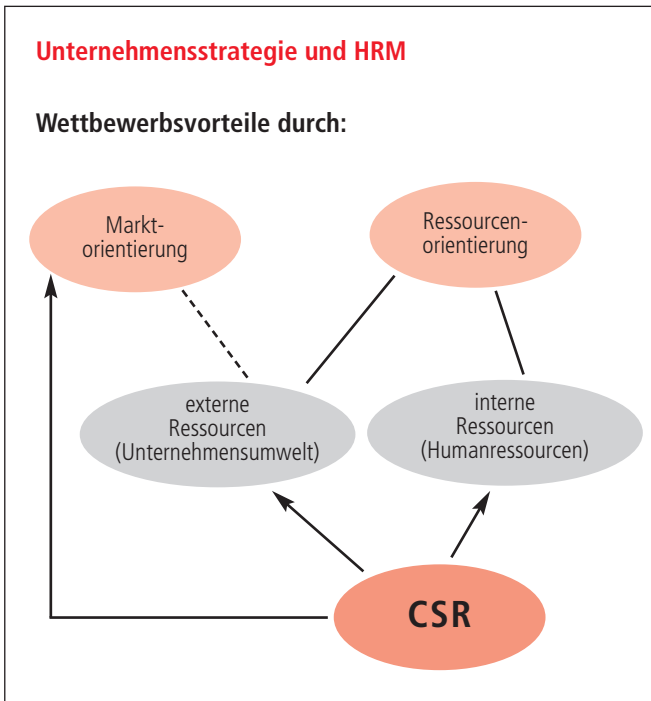 Unternehmensstrategie und HRM
Wettbewerbsvorteile durch:
Markt-
orientierung
Ressourcen-
orientierung
externe
Ressourcen
(Unternehmensumwelt)
interne
Ressourcen
(Humanressourcen)
CSR